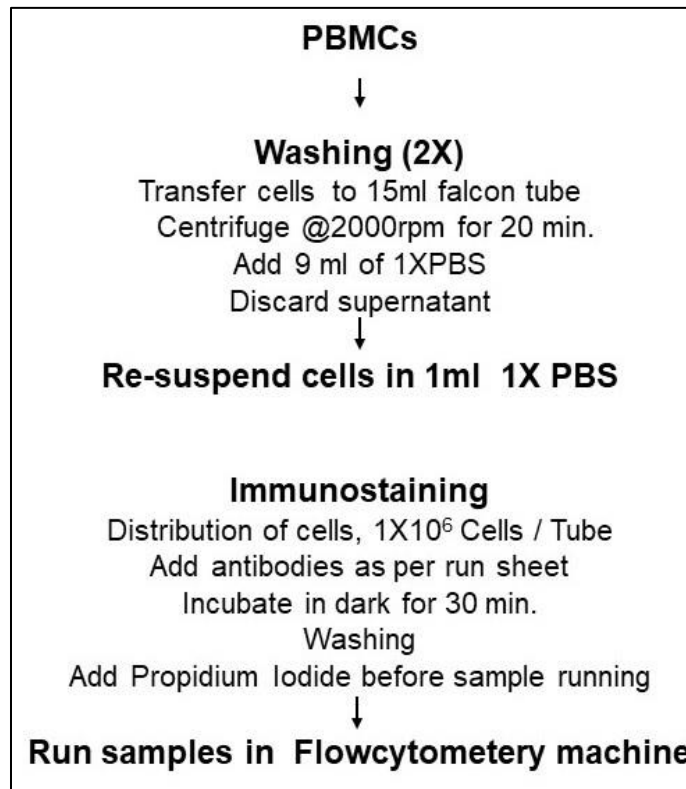 PBMCs
Washing (2X)
Transfer cells to 15ml falcon tube
Centrifuge @2000rpm for 20 min.
Add 9 ml of 1XPBS
Discard supernatant
Re-suspend cells in 1ml 1X PBS
Immunostaining
Distribution of cells, 1X10⁶ Cells / Tube
Add antibodies as per run sheet
Incubate in dark for 30 min.
Washing
Add Propidium Iodide before sample running
Run samples in Flowcytometery machine